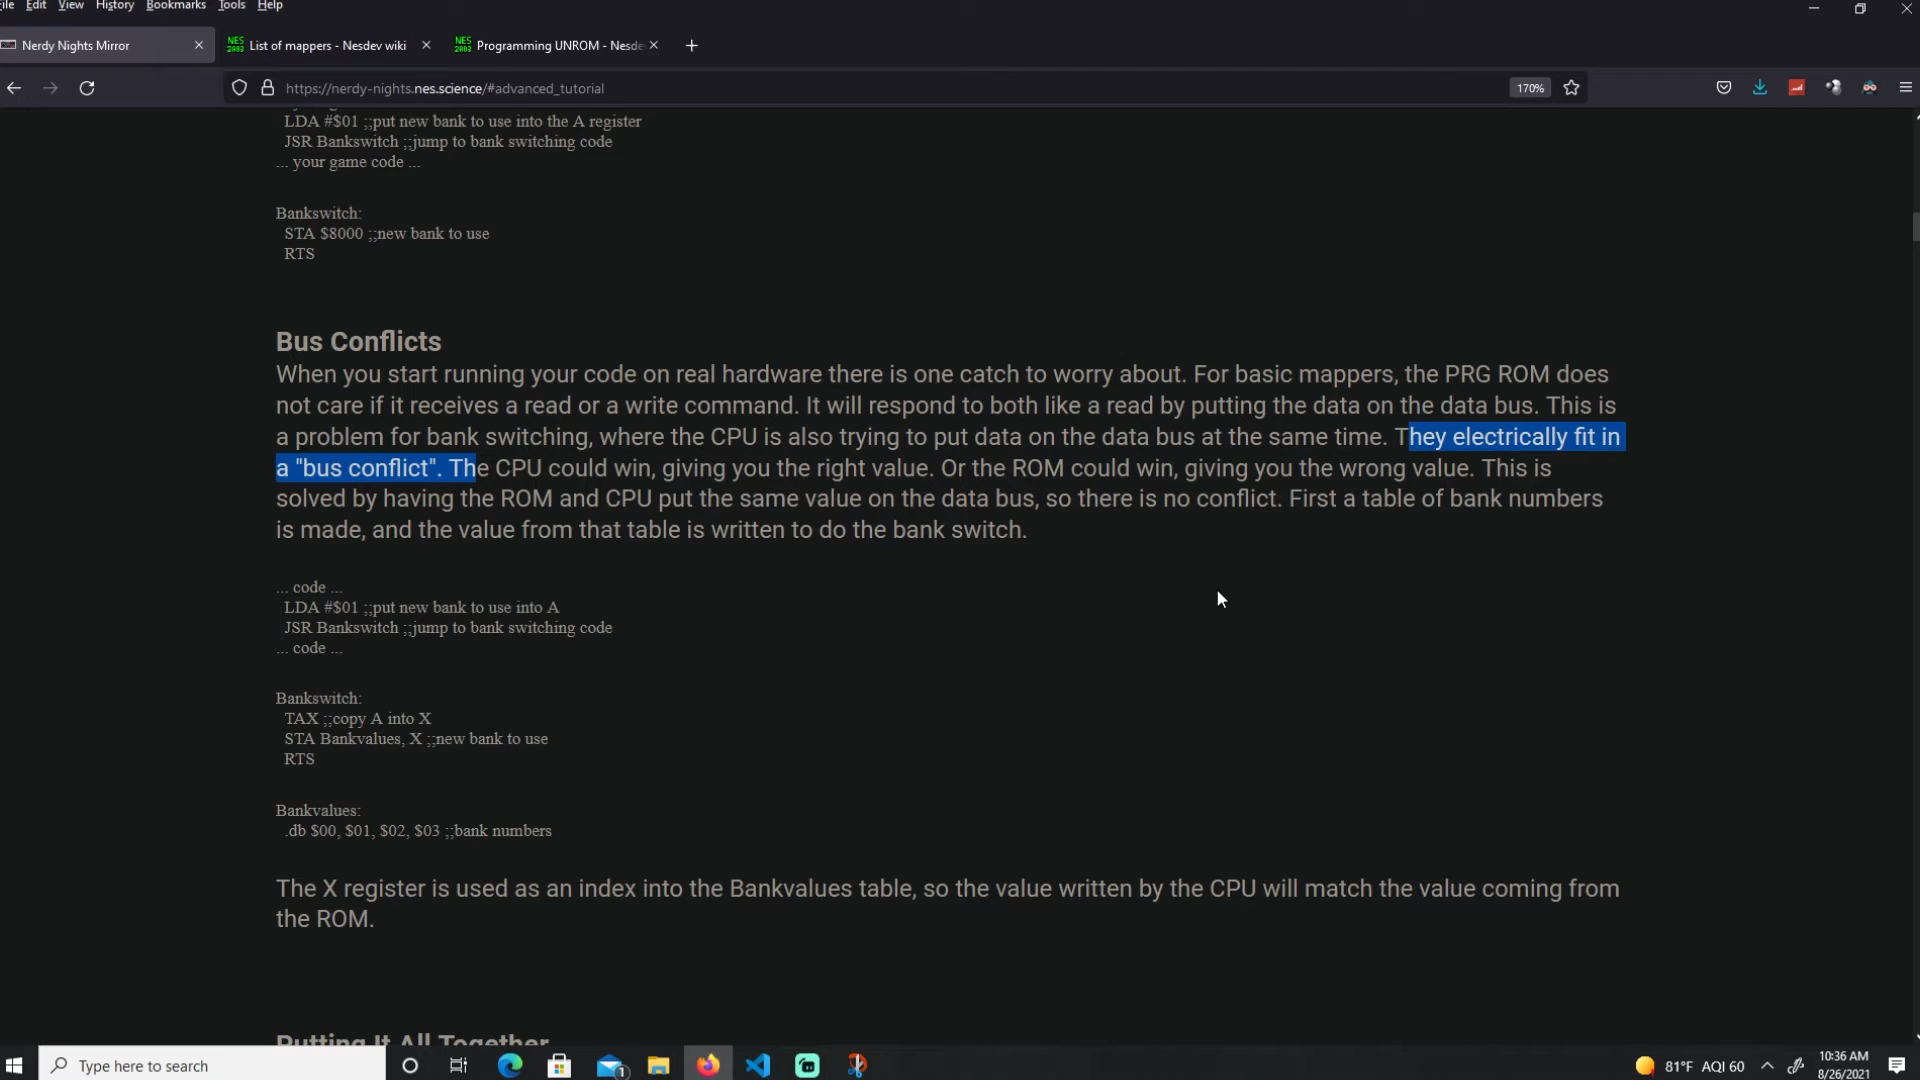 ile Edit View History Bookmarks Tools Help
Nerdy Nights Mirror
List of mappers - Nesdev wiki
Programming UNROM - Nesde
https://nerdy-nights.nes.science/#advanced_tutorial
170%
LDA #$01 ;;put new bank to use into the A register
JSR Bankswitch ;;jump to bank switching code
... your game code ...
Bankswitch:
STA $8000 ;;new bank to use
RTS
Bus Conflicts
When you start running your code on real hardware there is one catch to worry about. For basic mappers, the PRG ROM does
not care if it receives a read or a write command. It will respond to both like a read by putting the data on the data bus. This is
a problem for bank switching, where the CPU is also trying to put data on the data bus at the same time. They electrically fit in
a "bus conflict". The CPU could win, giving you the right value. Or the ROM could win, giving you the wrong value. This is
solved by having the ROM and CPU put the same value on the data bus, so there is no conflict. First a table of bank numbers
is made, and the value from that table is written to do the bank switch.
... code ...
LDA #$01 ;;put new bank to use into A
JSR Bankswitch ;;jump to bank switching code
... code ...
Bankswitch:
TAX ;;copy A into X
STA Bankvalues, X ;;new bank to use
RTS
Bankvalues:
.db $00, $01, $02, $03 ;;bank numbers
The X register is used as an index into the Bankvalues table, so the value written by the CPU will match the value coming from
the ROM.
Putting It All Together
Type here to search
1
81°F AQI 60
10:36 AM
8/26/2021